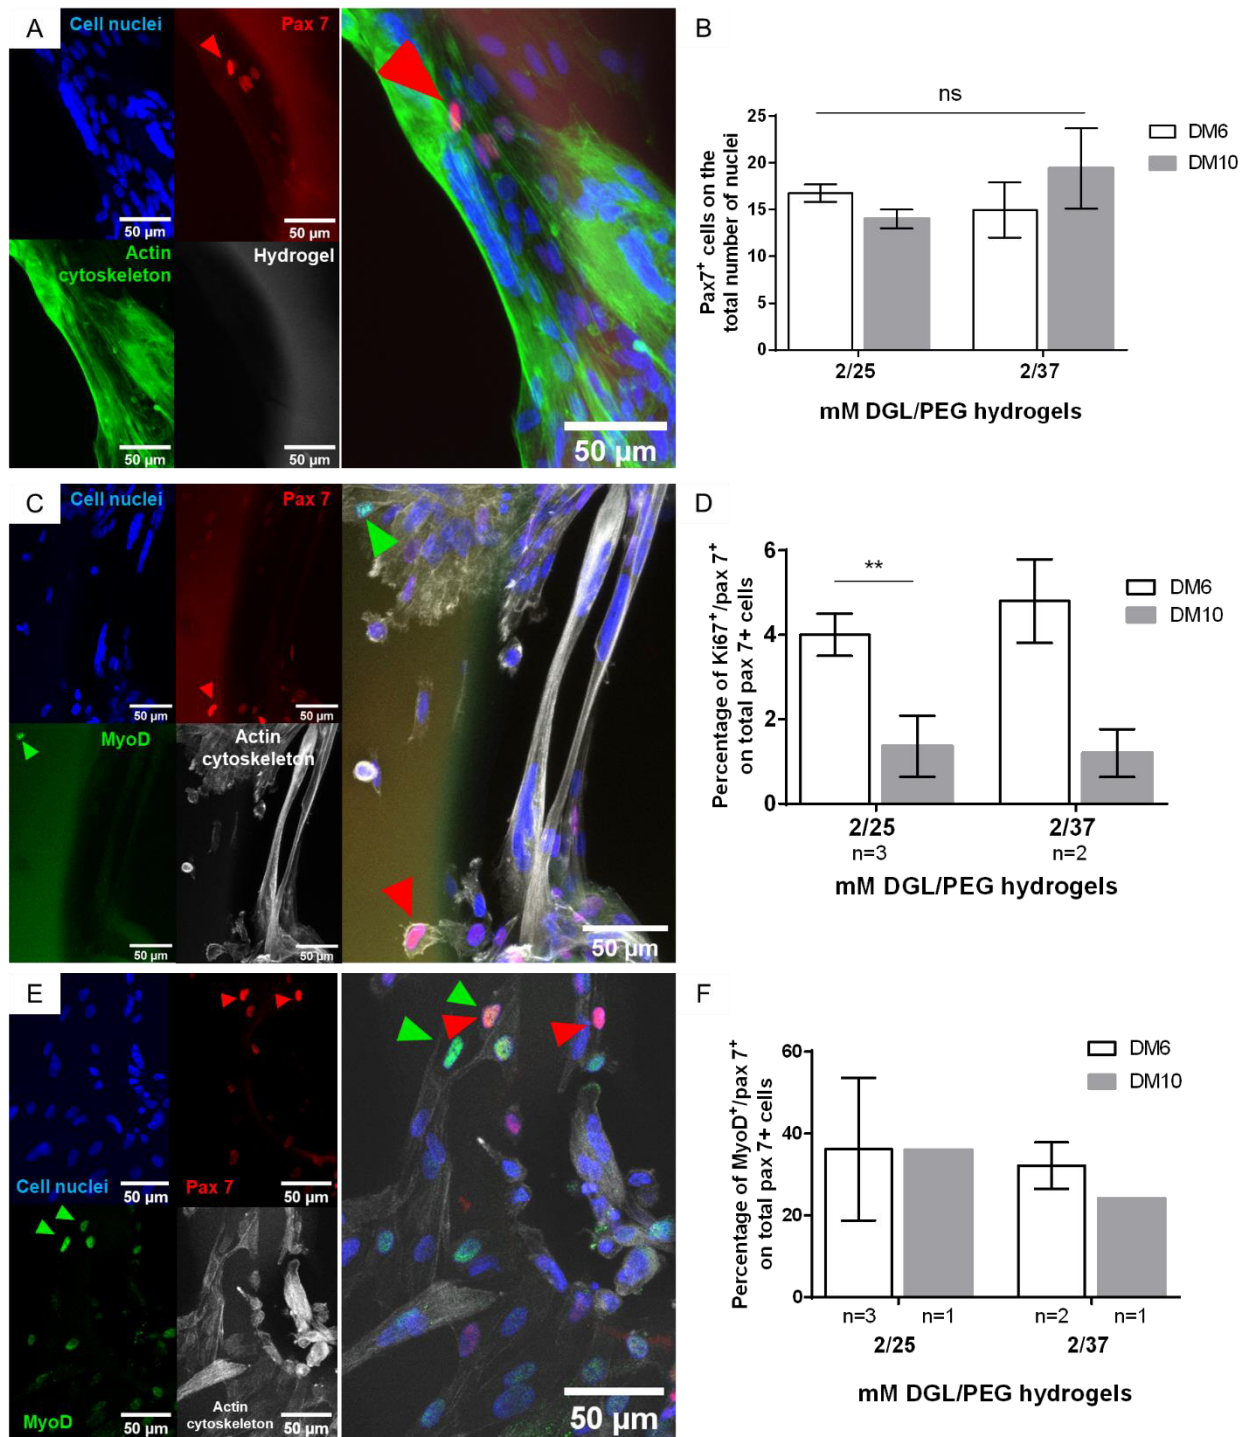 A
Cell nuclei
Pax 7
50 µm
50 µm
Actin
cytoskeleton
Hydrogel
50 µm
50 µm
50 µm
B
ns
25
20
15
10
5
0
Pax7⁺ cells on the
total number of nuclei
DM6
DM10
2/25
2/37
mM DGL/PEG hydrogels
C
Cell nuclei
Pax 7
50 µm
50 µm
MyoD
Actin
cytoskeleton
50 µm
50 µm
50 µm
D
6
4
2
0
Percentage of Ki67⁺/pax 7⁺
on total pax 7+ cells
**
DM6
DM10
2/25
2/37
n=3
n=2
mM DGL/PEG hydrogels
E
Cell nuclei
Pax 7
50 µm
50 µm
MyoD
50 µm
Actin
cytoskeleton
50 µm
50 µm
F
60
40
20
0
Percentage of MyoD⁺/pax 7⁺
on total pax 7+ cells
DM6
DM10
n=3
n=1
n=2
n=1
2/25
2/37
mM DGL/PEG hydrogels